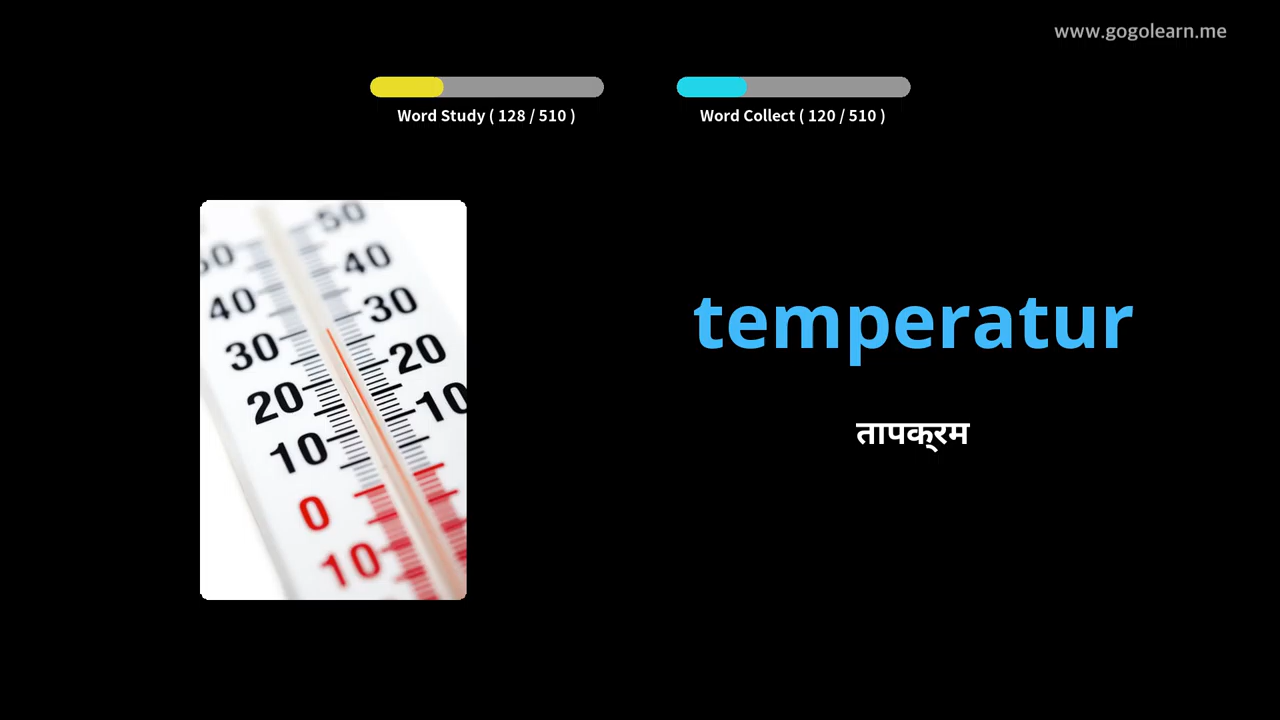 www.gogolearn.me
Word Study ( 128 / 510 )
Word Collect ( 120 / 510 )
temperatur
तापक्रम
50
40
30
20
10
40
30
20
10
0
10